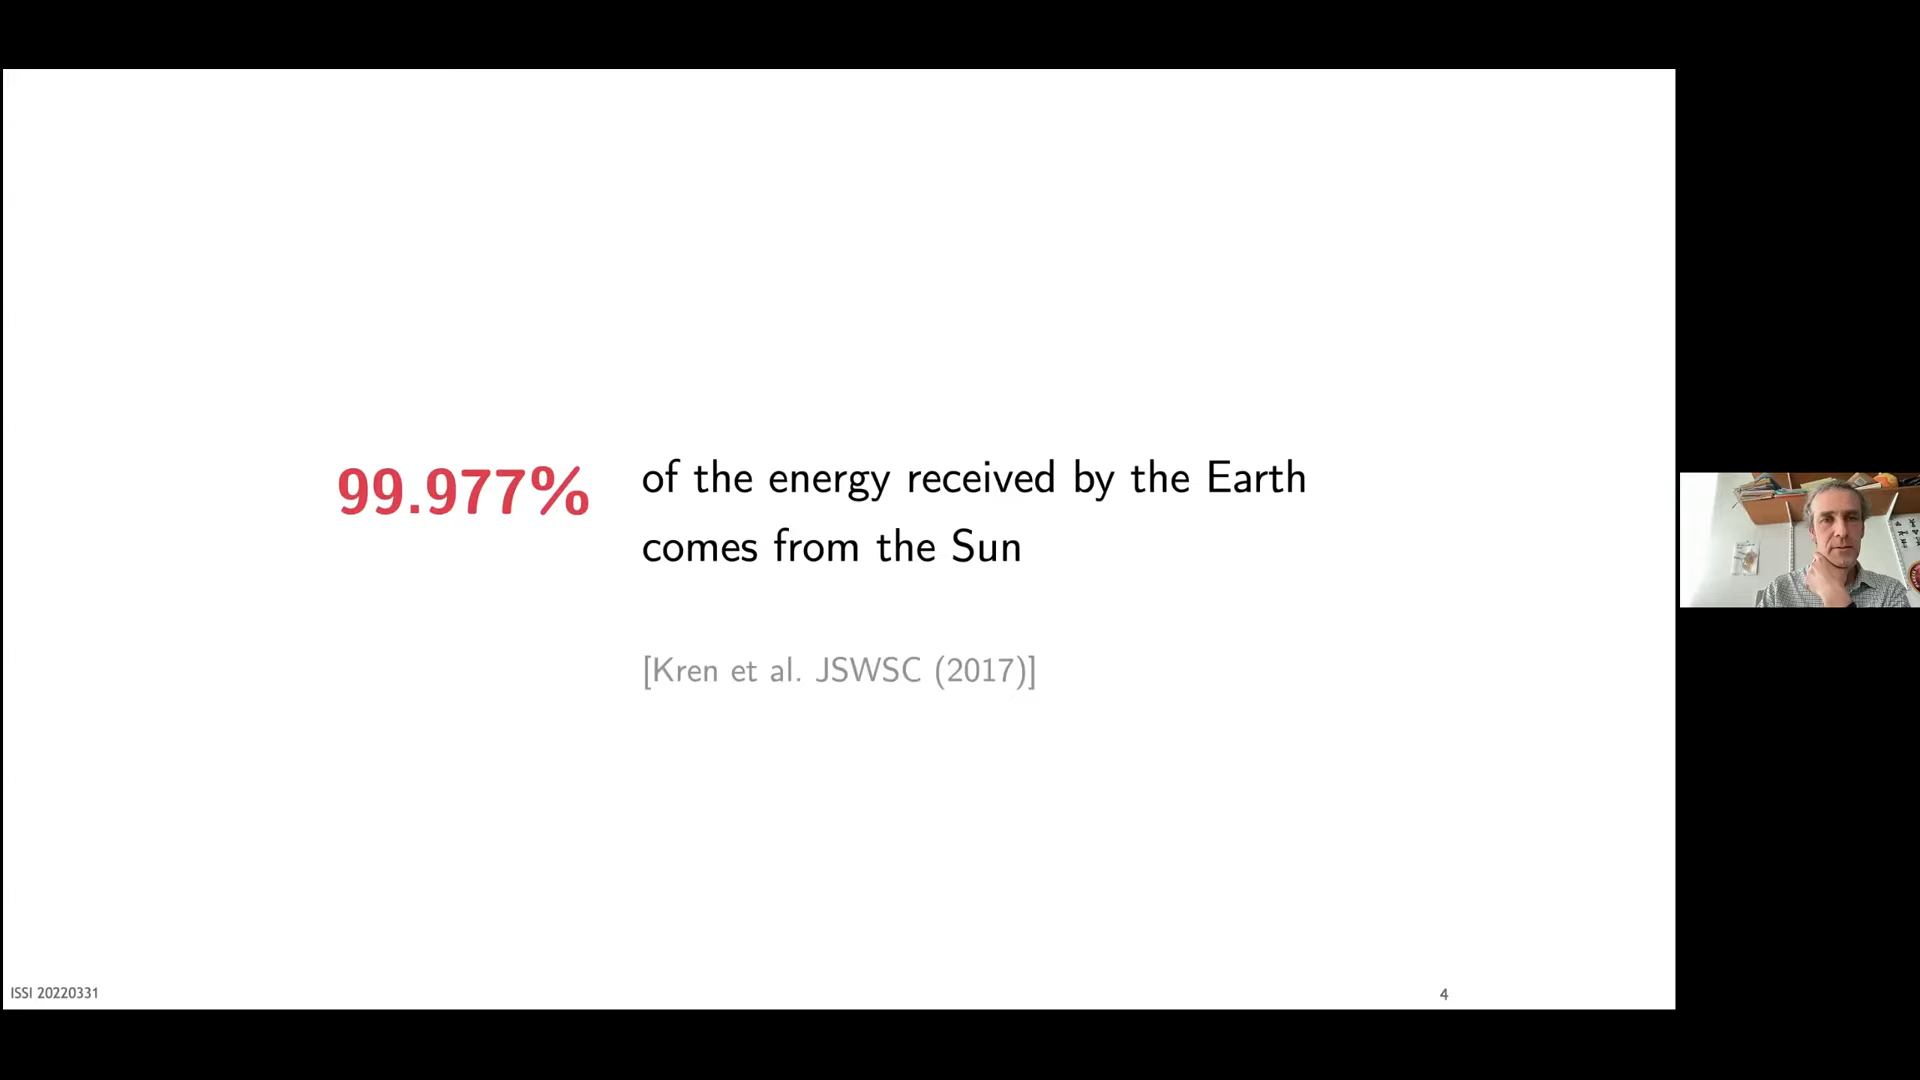 99.977%
of the energy received by the Earth
comes from the Sun
[Kren et al. JSWSC (2017)]
ISSI 20220331
4